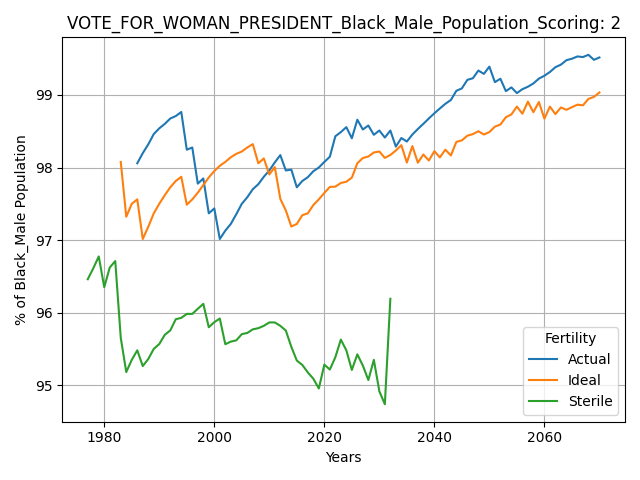 VOTE_FOR_WOMAN_PRESIDENT_Black_Male_Population_Scoring: 2
% of Black_Male Population
99
98
97
96
95
Fertility
Actual
Ideal
Sterile
1980
2000
2020
2040
2060
Years